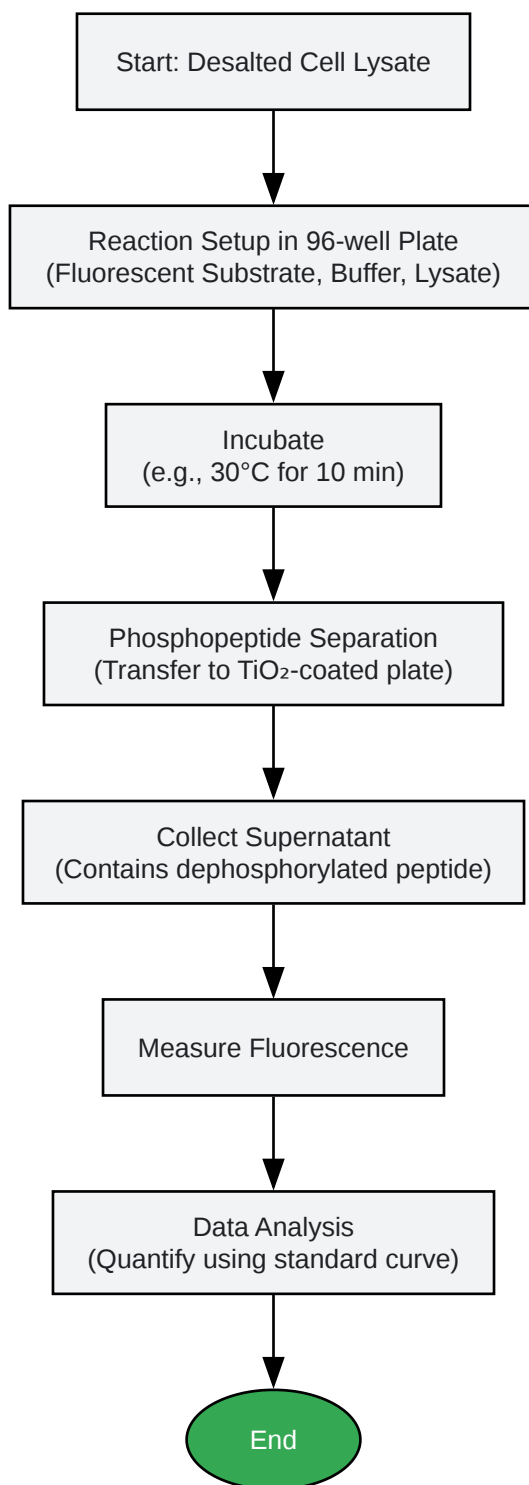 Start: Desalted Cell Lysate
Reaction Setup in 96-well Plate
(Fluorescent Substrate, Buffer, Lysate)
Incubate
(e.g., 30°C for 10 min)
Phosphopeptide Separation
(Transfer to TiO₂-coated plate)
Collect Supernatant
(Contains dephosphorylated peptide)
Measure Fluorescence
Data Analysis
(Quantify using standard curve)
End